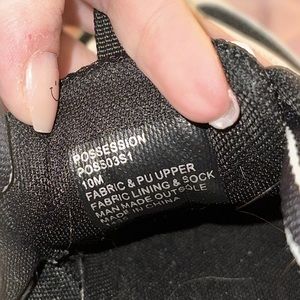 POSSESSION
POSS03S1
10M
FABRIC & PU UPPER
FABRIC LINING & SOCK
MAN MADE OUTSOLE
MADE IN CHINA